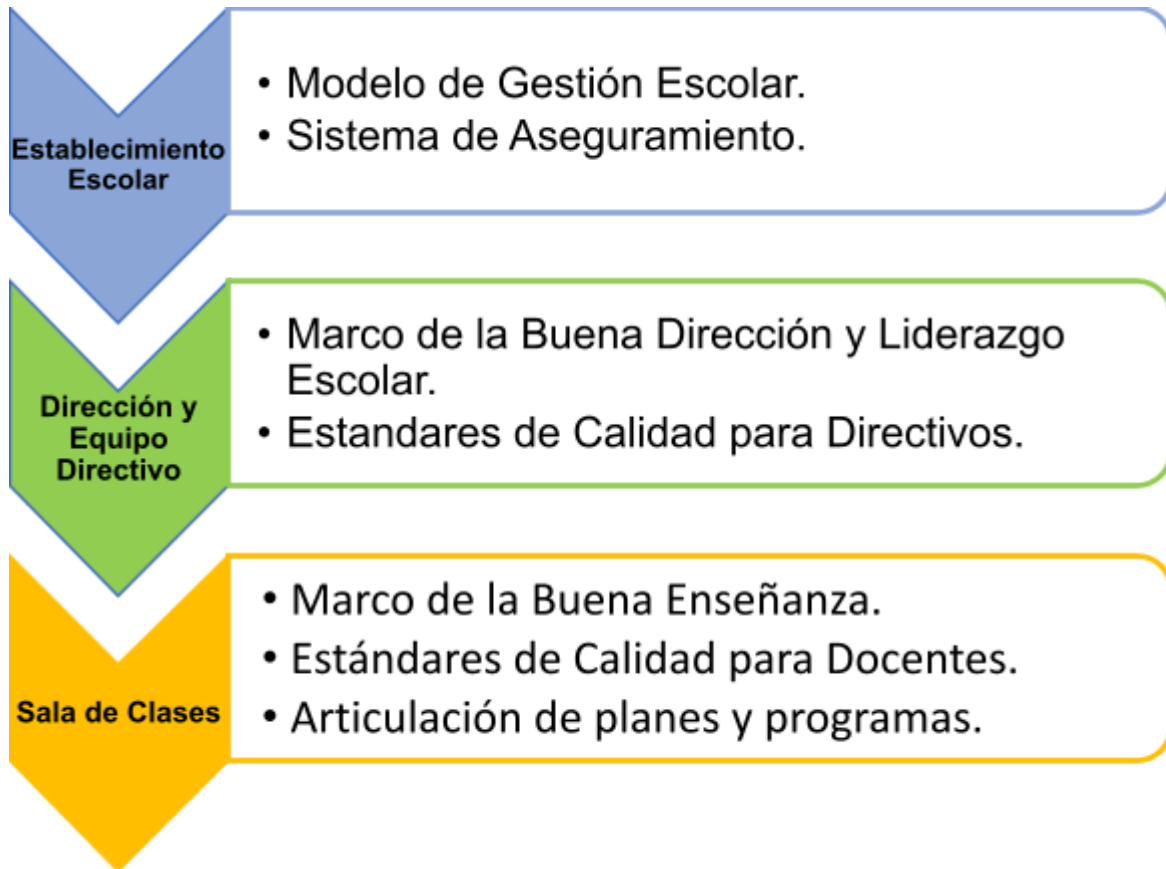 Establecimiento
Escolar
• Modelo de Gestión Escolar.
• Sistema de Aseguramiento.
Dirección y
Equipo
Directivo
• Marco de la Buena Dirección y Liderazgo
Escolar.
• Estandares de Calidad para Directivos.
Sala de Clases
• Marco de la Buena Enseñanza.
• Estándares de Calidad para Docentes.
• Articulación de planes y programas.